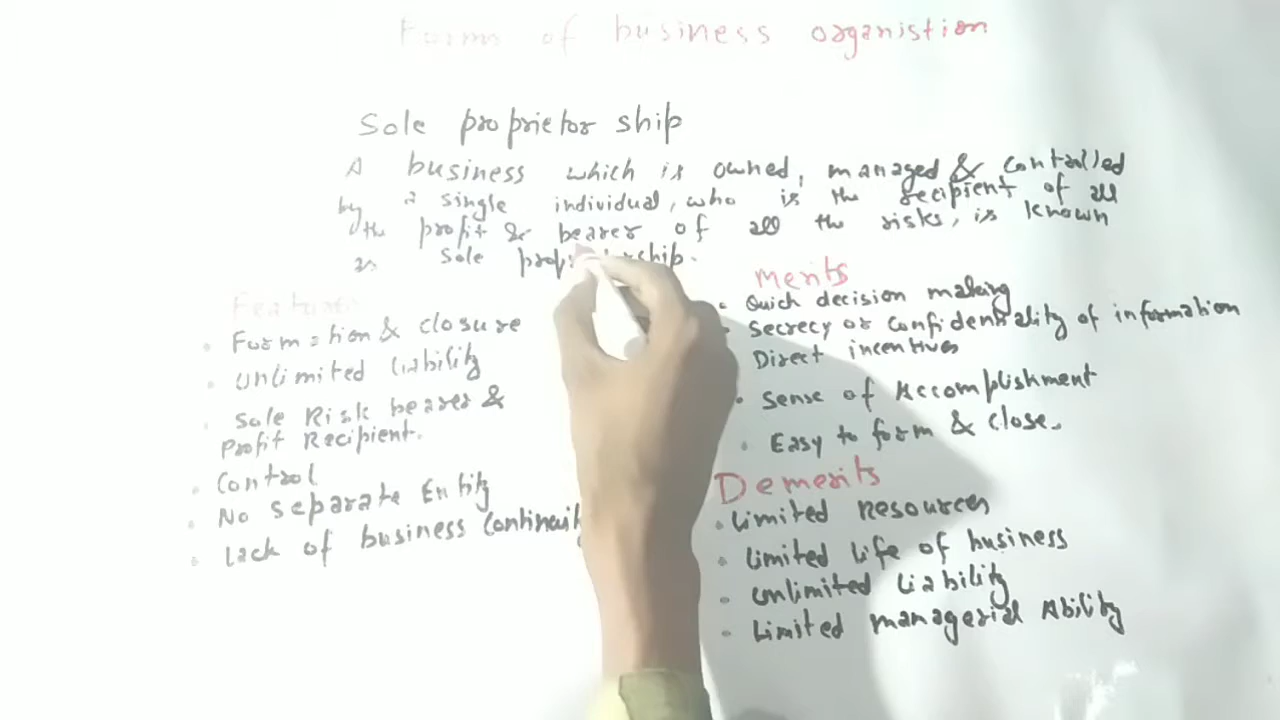 Form of business organistion
Sole proprietor ship
A business which is owned, managed & controlled
by a single individual, who is the recipient of all
the profit & bearer of all the risks, is known
as Sole
Features
Formation & closure
Unlimited Liability
Sole Risk bearer &
Profit Recipient.
Control
No Separate Entity
Lack of business
Merits
Quick decision making
Secrecy or Confidentiality of information
Direct incentives
Sense of Accomplishment
Easy to form & close.
Demerits
Limited Resources
Limited Life of business
Unlimited Liability
Limited managerial Ability